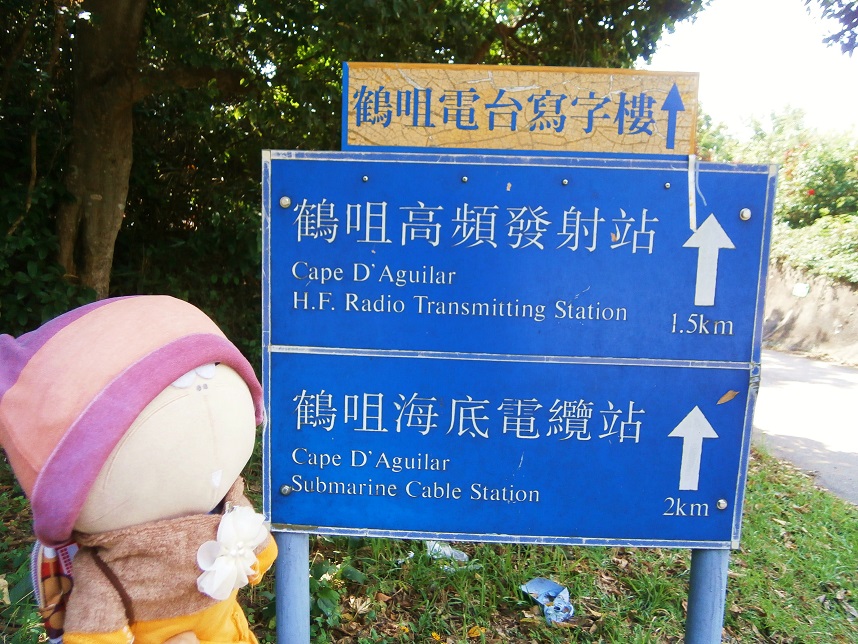 鶴咀電台寫字樓
鶴咀高頻發射站
Cape D'Aguilar
H.F. Radio Transmitting Station
1.5km
鶴咀海底電纜站
Cape D'Aguilar
Submarine Cable Station
2km